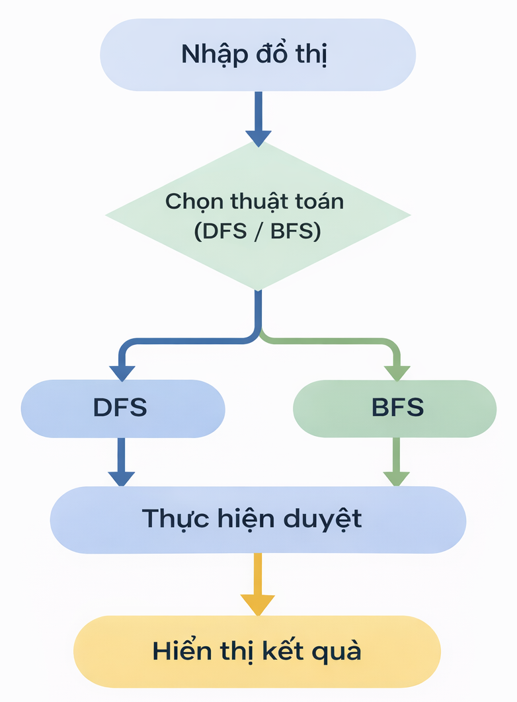 Nhập đồ thị
Chọn thuật toán
(DFS / BFS)
DFS
BFS
Thực hiện duyệt
Hiển thị kết quả